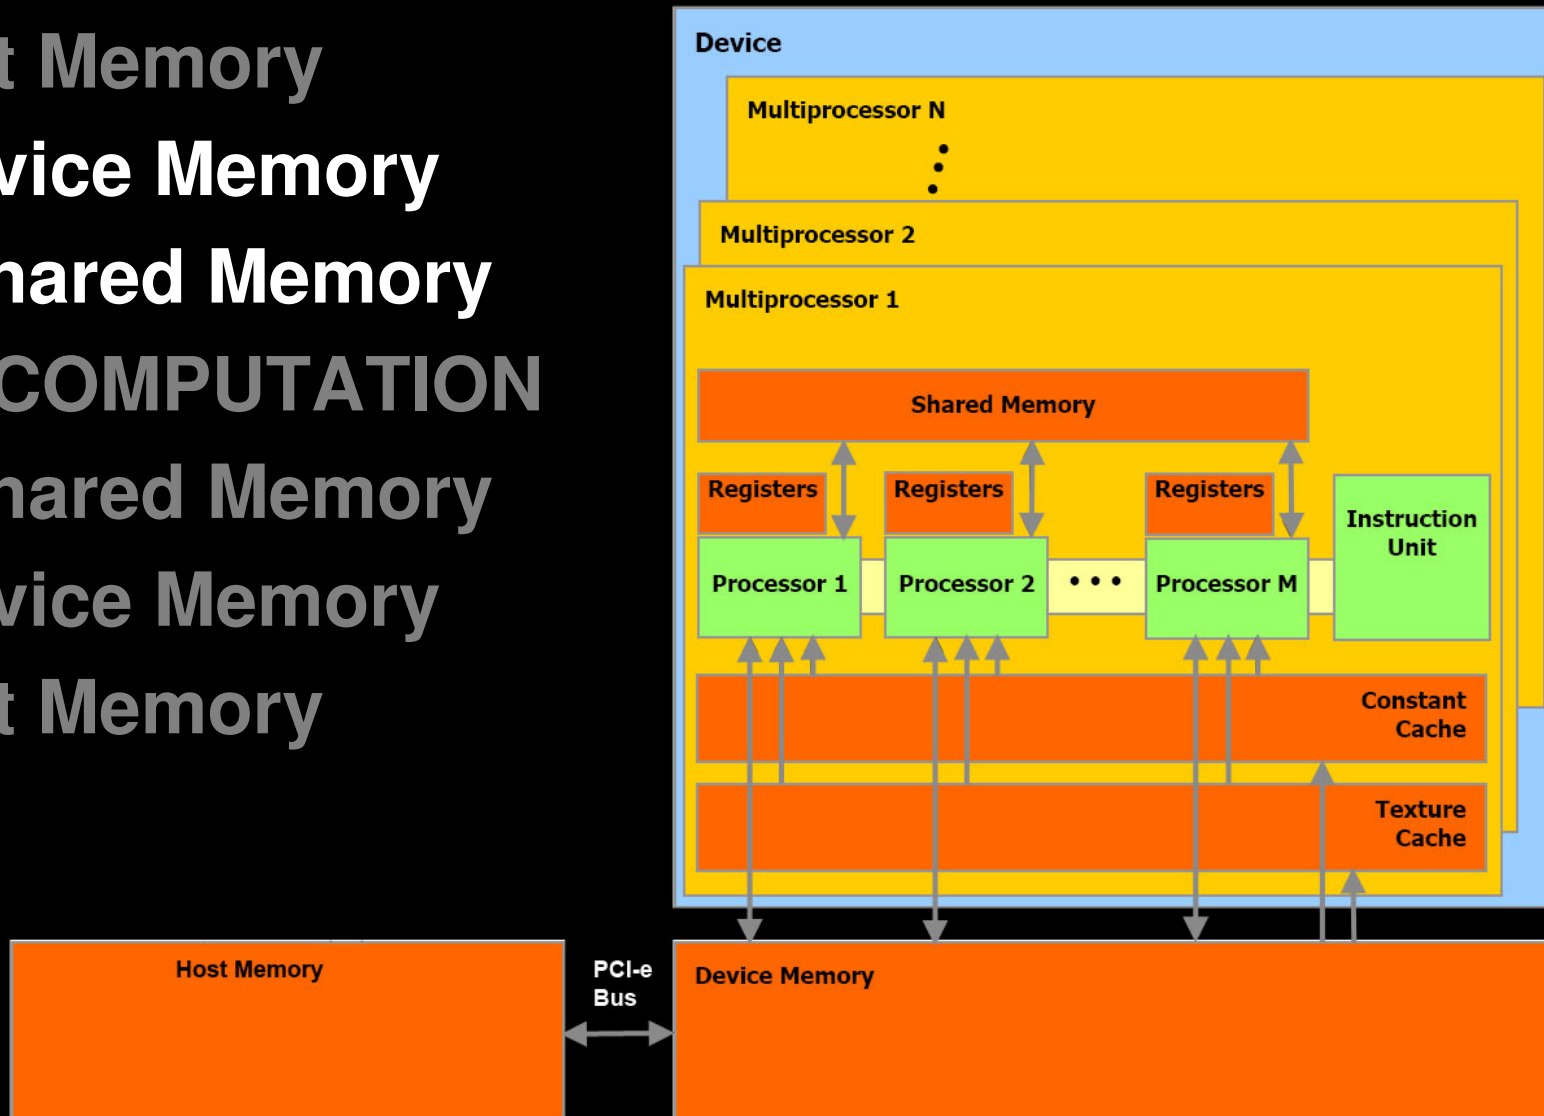 t Memory
vice Memory
hared Memory
COMPUTATION
hared Memory
vice Memory
t Memory
Device
Multiprocessor N
Multiprocessor 2
Multiprocessor 1
Shared Memory
Registers
Registers
Registers
Instruction
Unit
Processor 1
Processor 2
• • •
Processor M
Constant
Cache
Texture
Cache
Host Memory
PCI-e
Bus
Device Memory